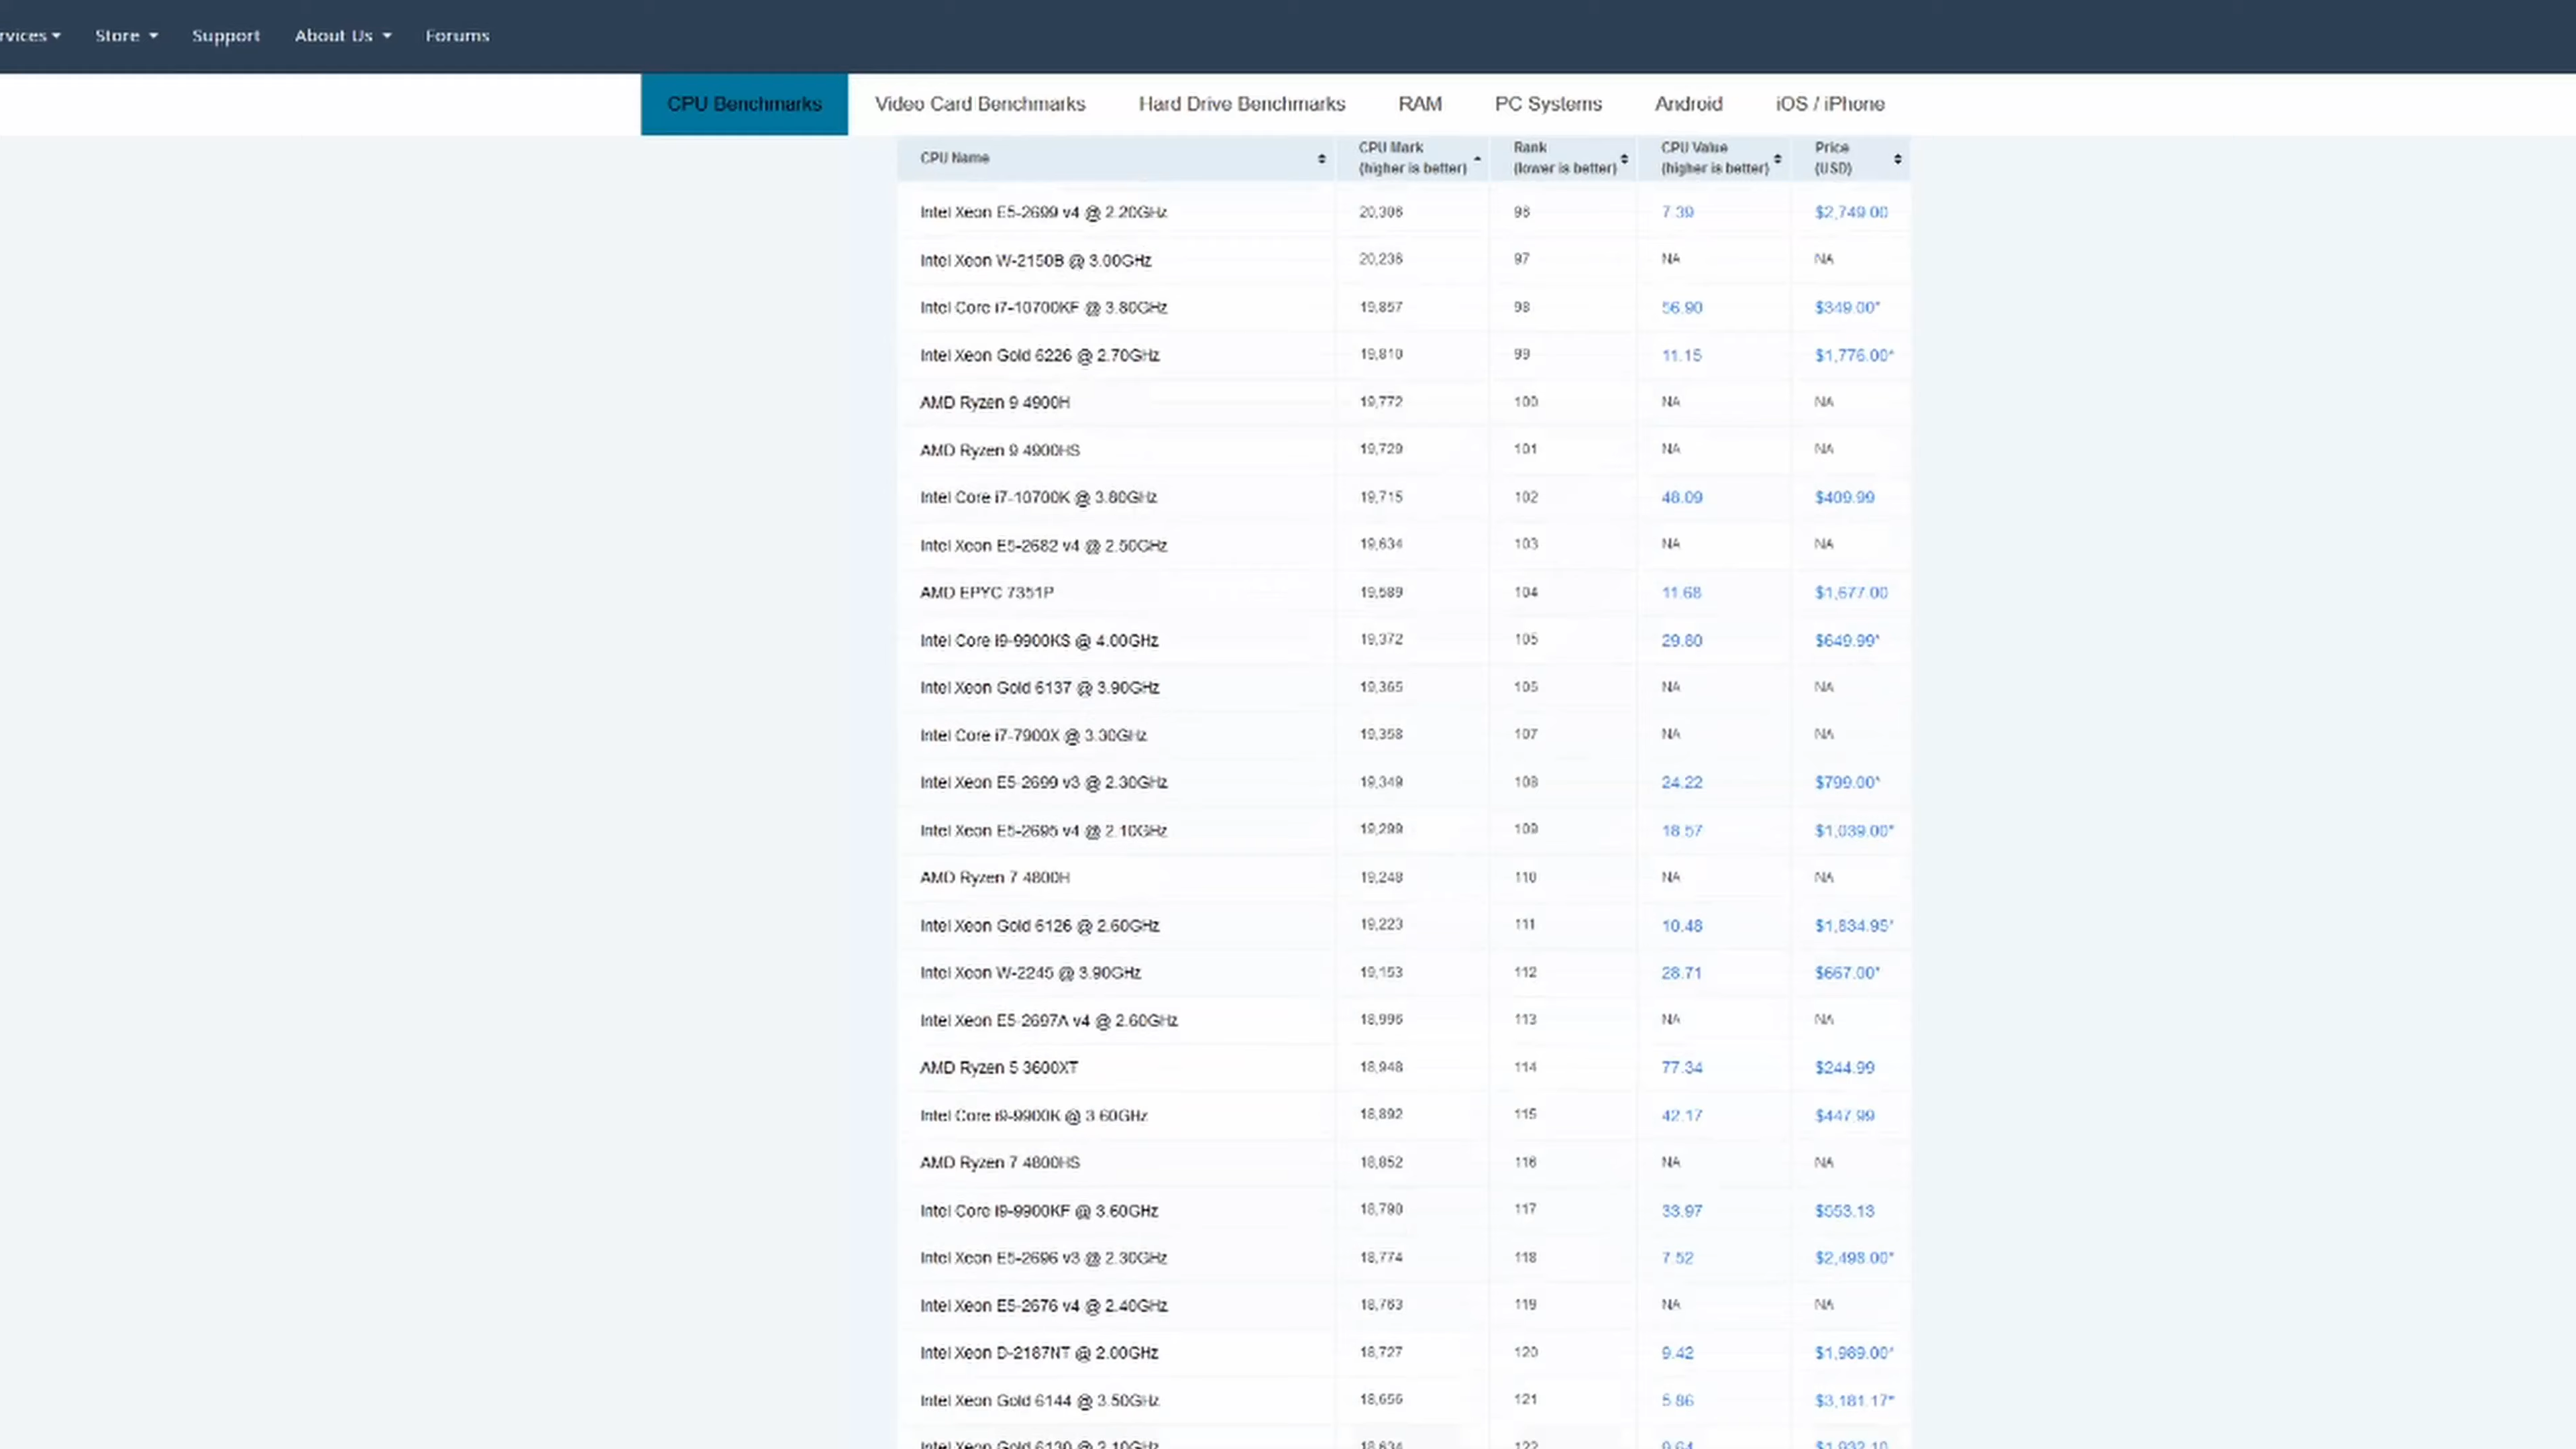 rvices Store Support About Us Forums
CPU Benchmarks Video Card Benchmarks Hard Drive Benchmarks RAM PC Systems Android iOS / iPhone
CPU Name CPU Mark (higher is better) Rank (lower is better) CPU Value (higher is better) Price (USD)
Intel Xeon E5-2699 v4 @ 2.20GHz 20,306 96 7.39 $2,749.00
Intel Xeon W-2150B @ 3.00GHz 20,236 97 NA NA
Intel Core i7-10700KF @ 3.80GHz 19,857 98 56.90 $349.00*
Intel Xeon Gold 6226 @ 2.70GHz 19,810 99 11.15 $1,776.00*
AMD Ryzen 9 4900H 19,772 100 NA NA
AMD Ryzen 9 4900HS 19,729 101 NA NA
Intel Core i7-10700K @ 3.80GHz 19,715 102 48.09 $409.99
Intel Xeon E5-2682 v4 @ 2.50GHz 19,634 103 NA NA
AMD EPYC 7351P 19,589 104 11.68 $1,677.00
Intel Core i9-9900KS @ 4.00GHz 19,372 105 29.80 $649.99*
Intel Xeon Gold 6137 @ 3.90GHz 19,365 106 NA NA
Intel Core i7-7900X @ 3.30GHz 19,358 107 NA NA
Intel Xeon E5-2699 v3 @ 2.30GHz 19,349 108 24.22 $799.00*
Intel Xeon E5-2695 v4 @ 2.10GHz 19,299 109 18.57 $1,039.00*
AMD Ryzen 7 4800H 19,248 110 NA NA
Intel Xeon Gold 6126 @ 2.60GHz 19,223 111 10.48 $1,834.95*
Intel Xeon W-2245 @ 3.90GHz 19,153 112 28.71 $667.00*
Intel Xeon E5-2697A v4 @ 2.60GHz 18,996 113 NA NA
AMD Ryzen 5 3600XT 18,948 114 77.34 $244.99
Intel Core i9-9900K @ 3.60GHz 18,892 115 42.17 $447.99
AMD Ryzen 7 4800HS 18,852 116 NA NA
Intel Core i9-9900KF @ 3.60GHz 18,790 117 33.97 $553.13
Intel Xeon E5-2696 v3 @ 2.30GHz 18,774 118 7.52 $2,498.00*
Intel Xeon E5-2676 v4 @ 2.40GHz 18,763 119 NA NA
Intel Xeon D-2187NT @ 2.00GHz 18,727 120 9.42 $1,989.00*
Intel Xeon Gold 6144 @ 3.50GHz 18,656 121 5.86 $3,181.17*
Intel Xeon Gold 6130 @ 2.10GHz 18,634 122 9.64 $1,932.10